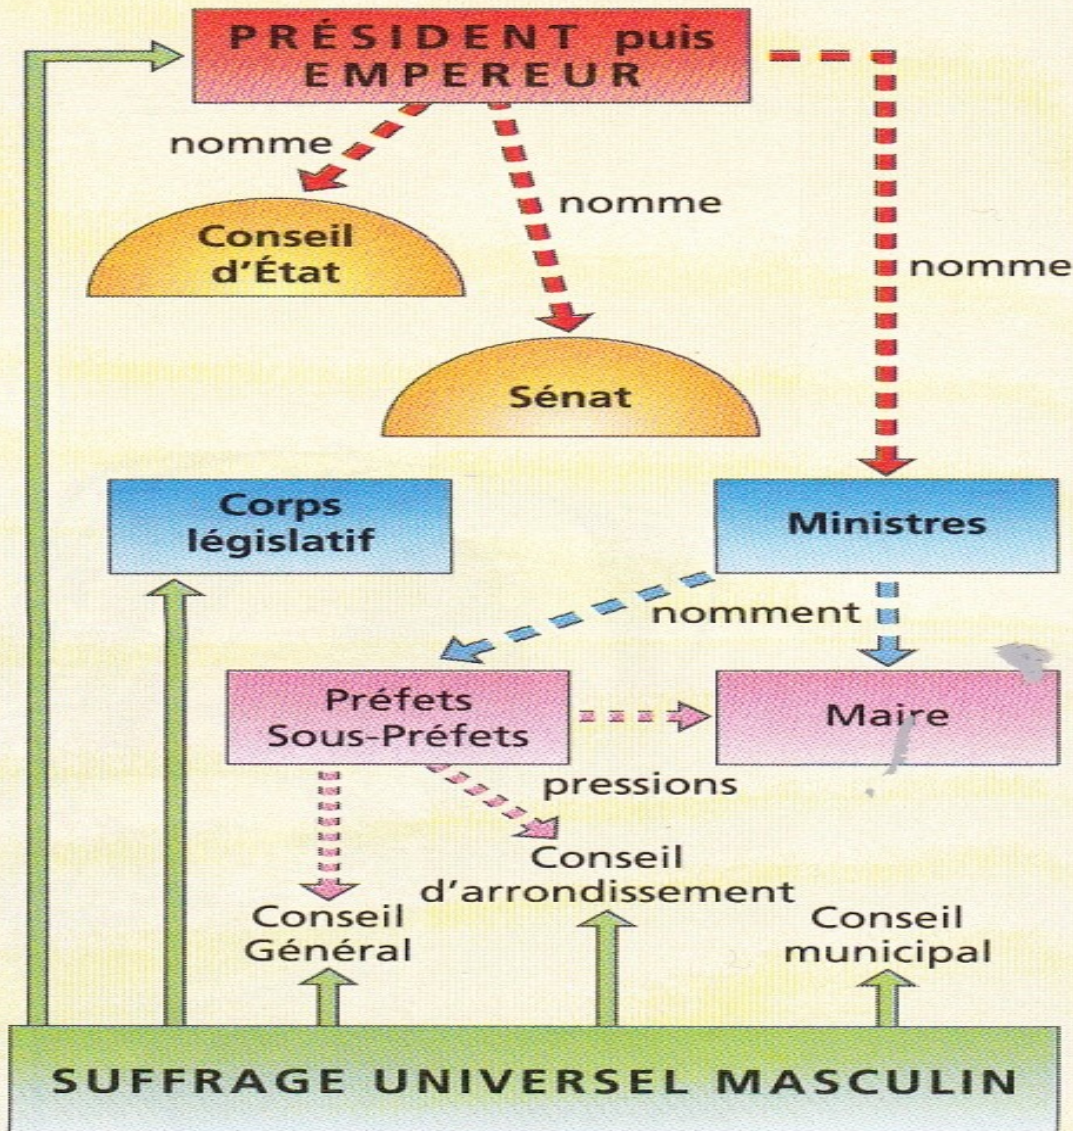 PRÉSIDENT puis
EMPEREUR
nomme
nomme
nomme
Conseil
d'État
Sénat
Corps
législatif
Ministres
nomment
Préfets
Sous-Préfets
Maire
pressions
Conseil
d'arrondissement
Conseil
Général
Conseil
municipal
SUFFRAGE UNIVERSEL MASCULIN